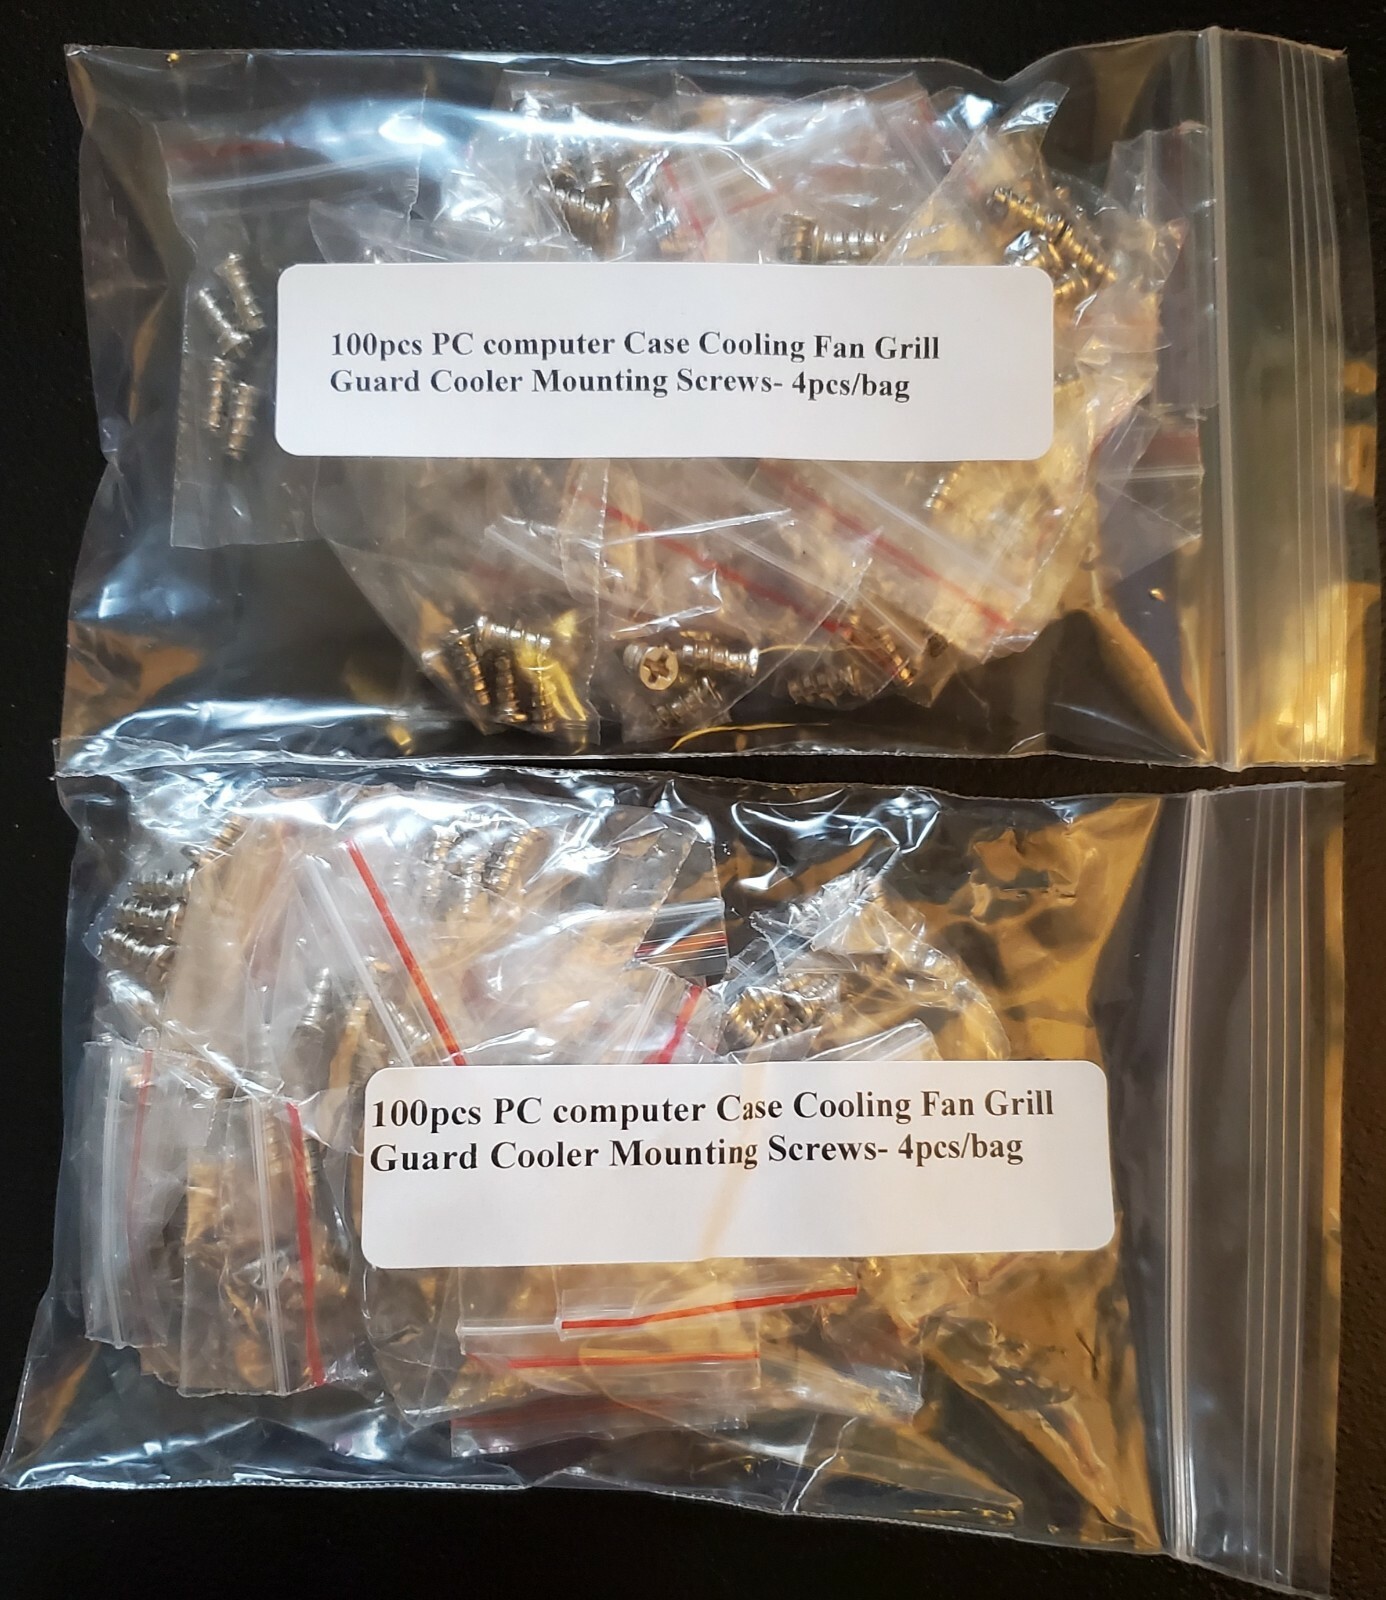 100pcs PC computer Case Cooling Fan Grill
Guard Cooler Mounting Screws- 4pcs/bag
100pcs PC computer Case Cooling Fan Grill
Guard Cooler Mounting Screws- 4pcs/bag